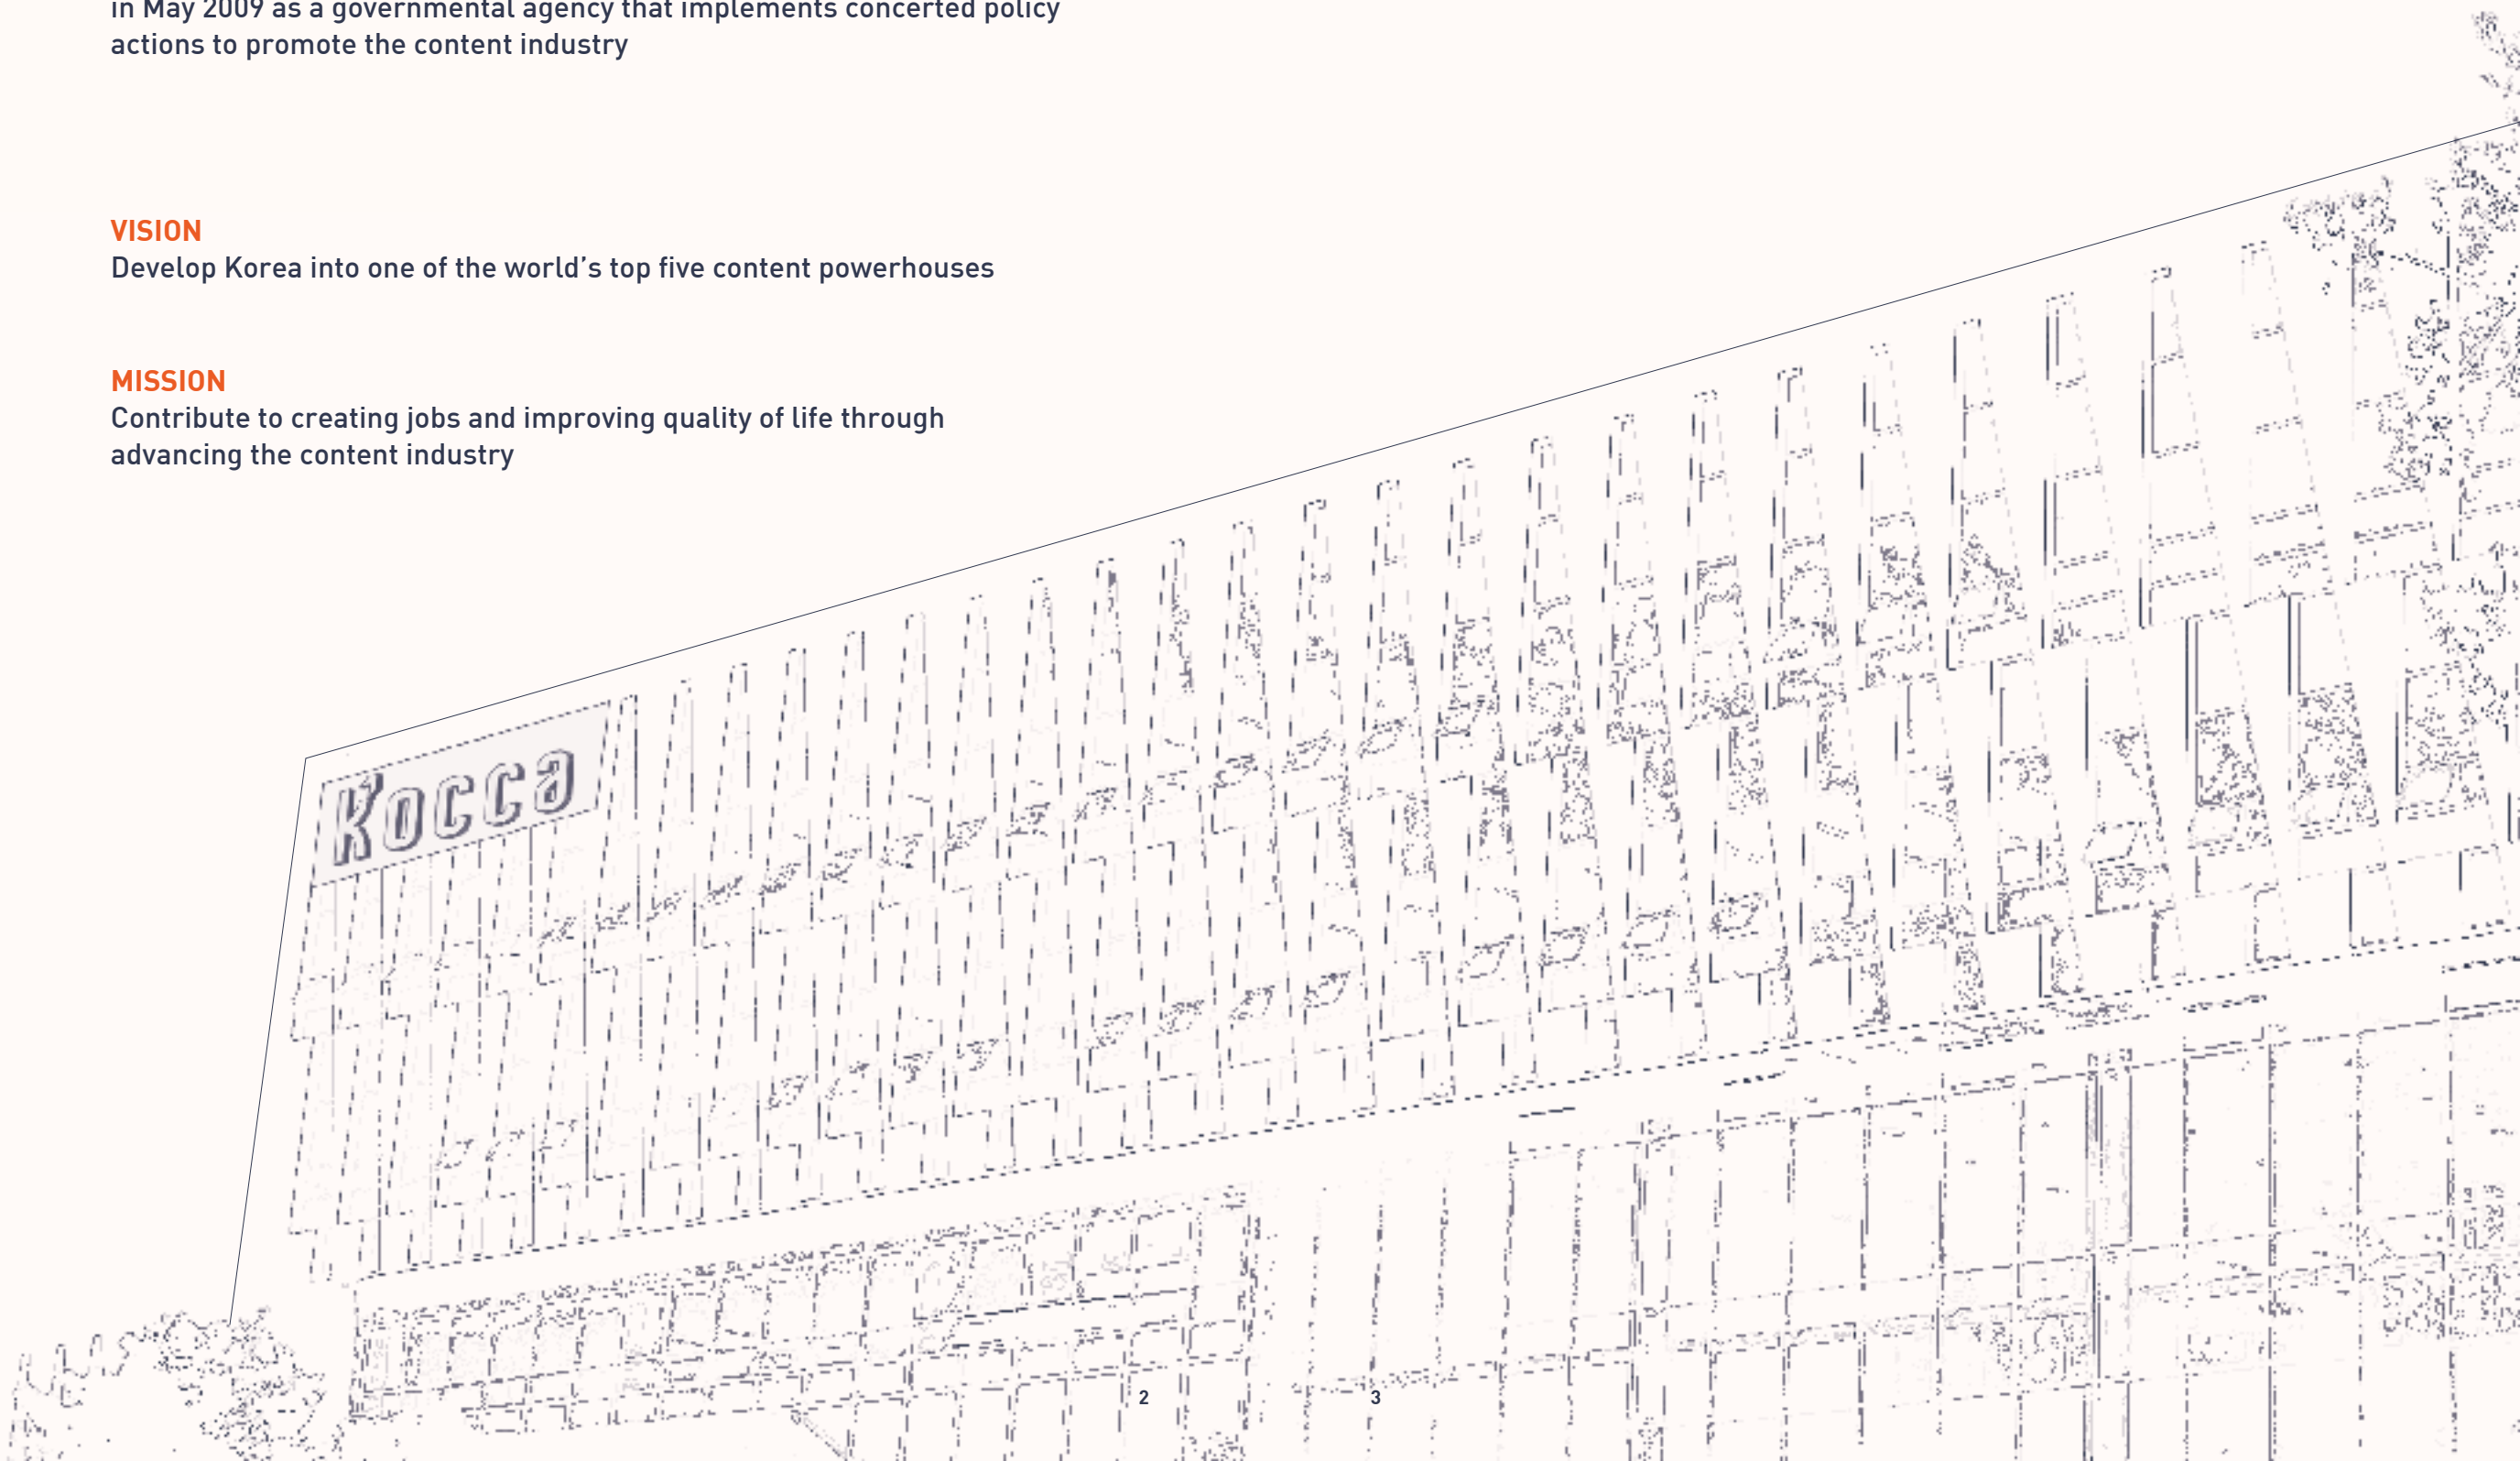 in May 2009 as a governmental agency that implements concerted policy
actions to promote the content industry
VISION
Develop Korea into one of the world’s top five content powerhouses
MISSION
Contribute to creating jobs and improving quality of life through
advancing the content industry
Kocca
2
3